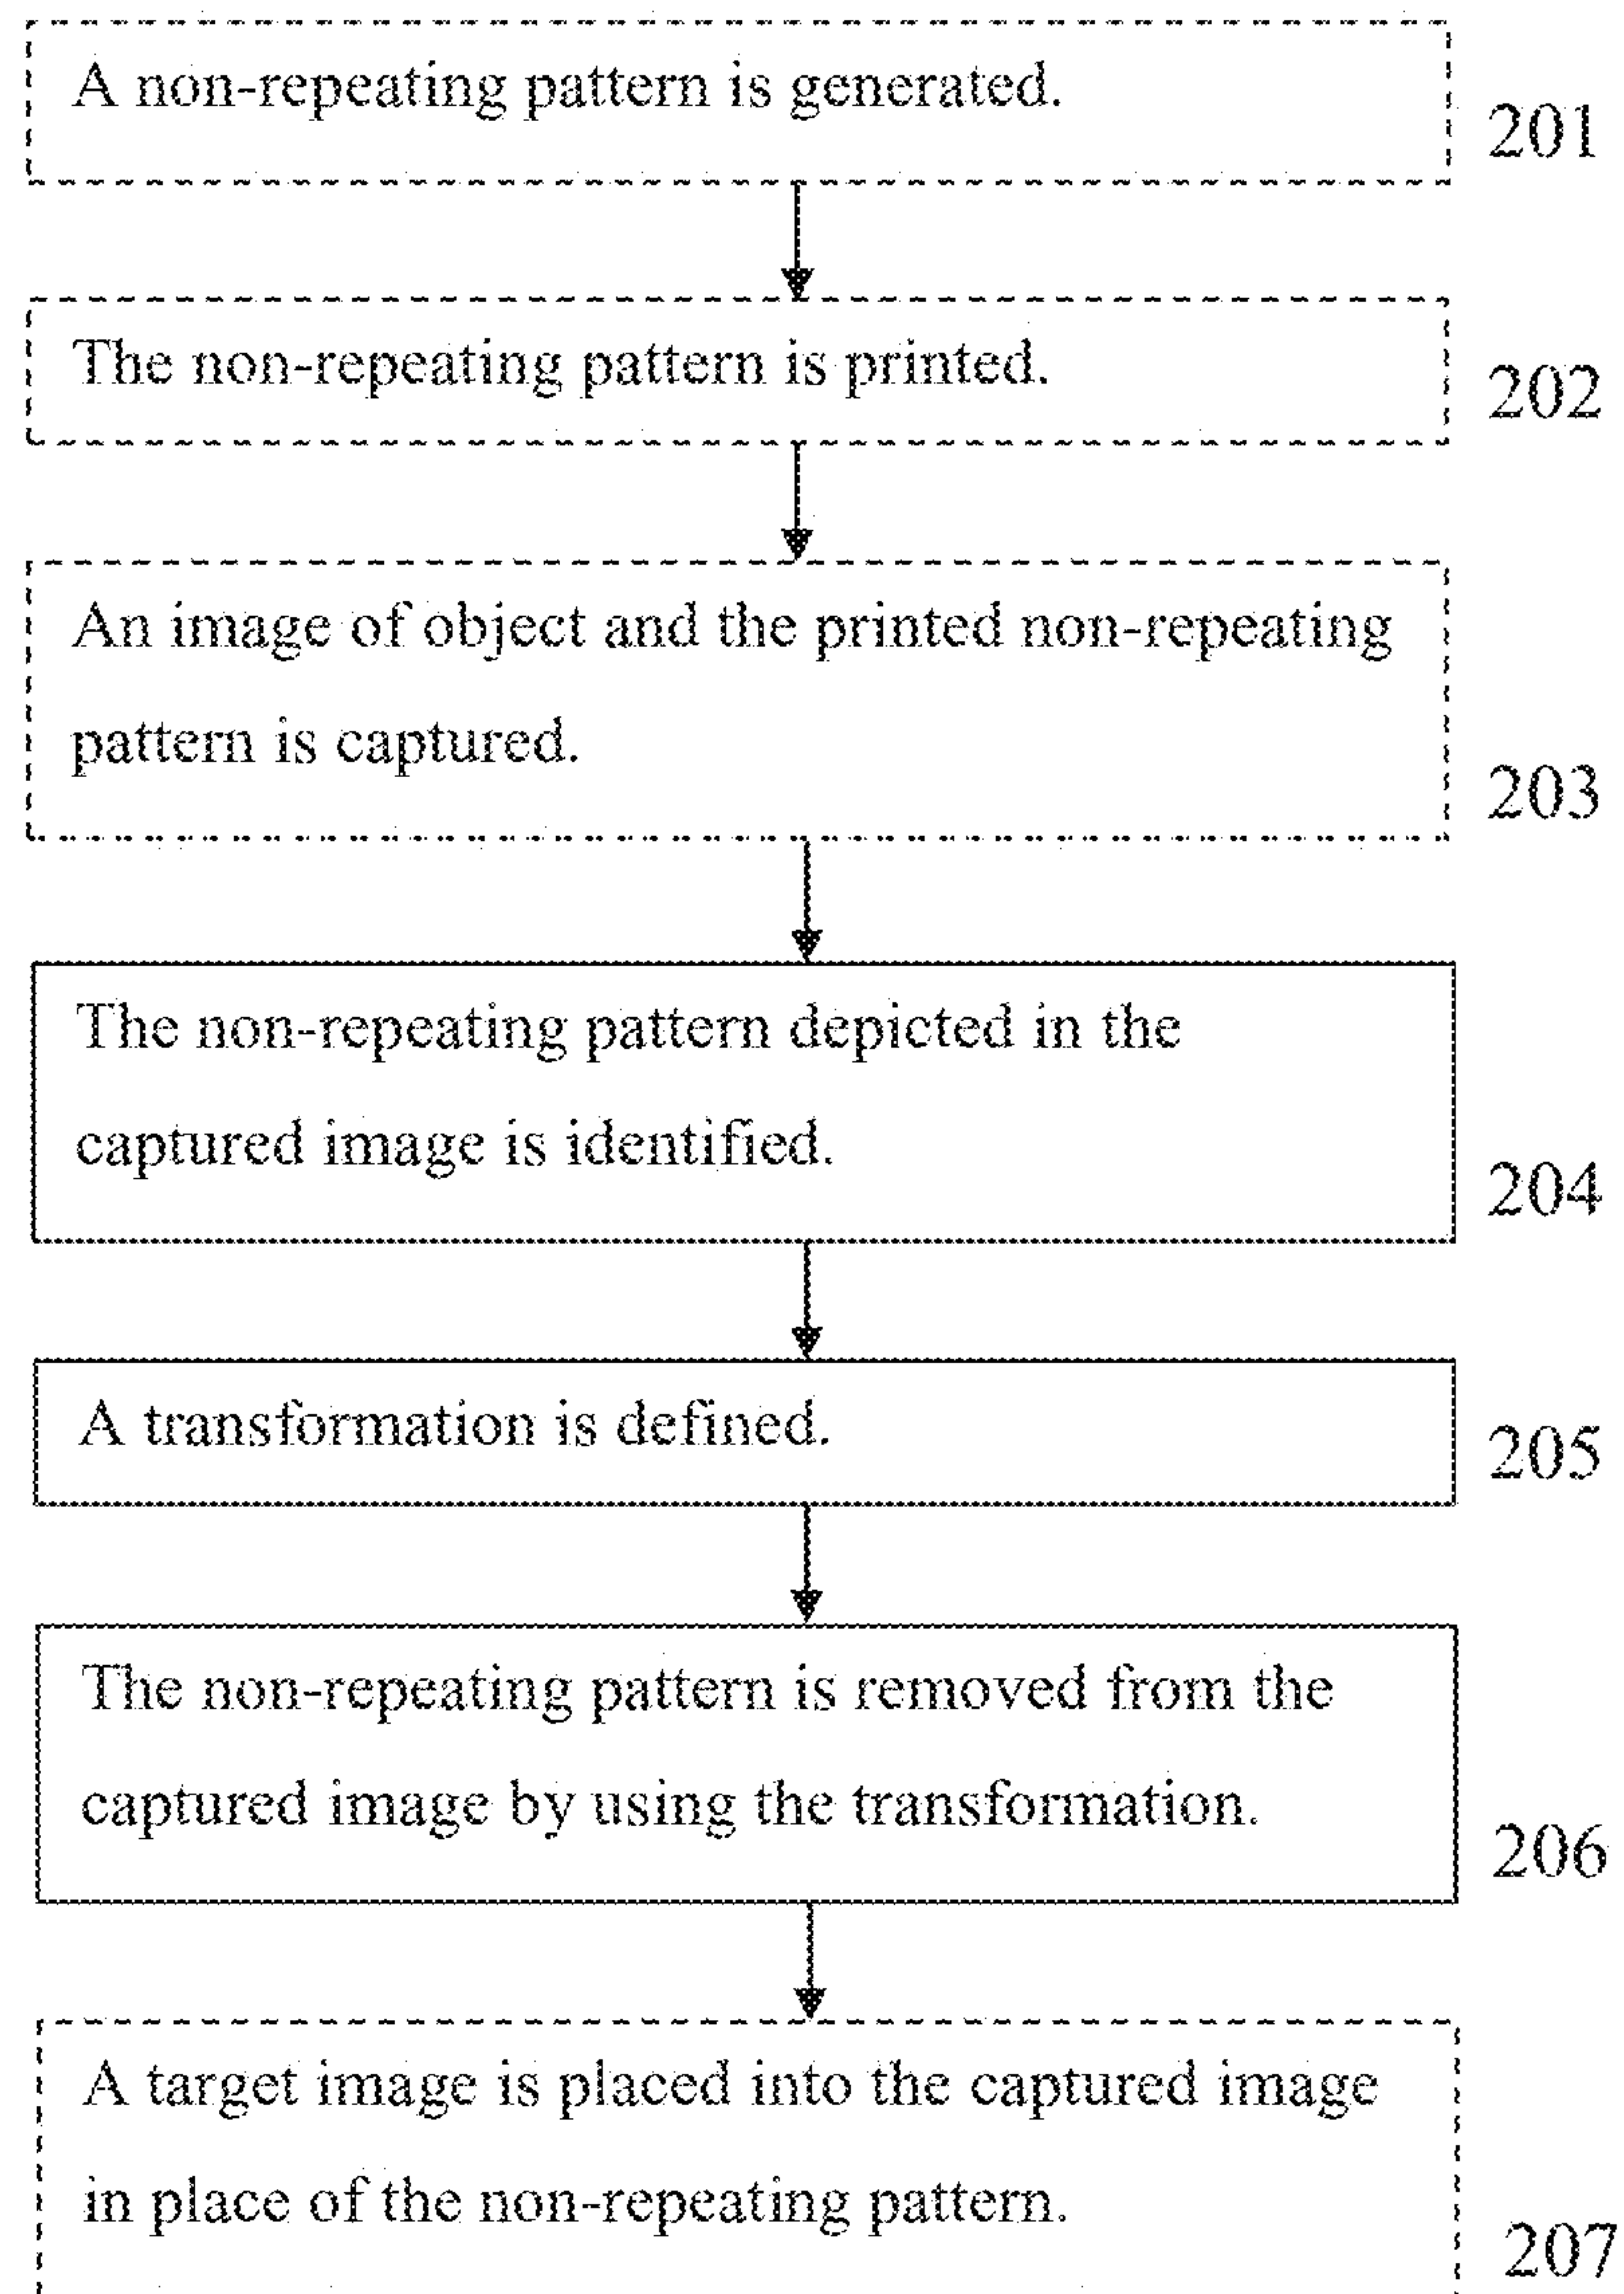 A non-repeating pattern is generated.
201
The non-repeating pattern is printed.
202
An image of object and the printed non-repeating
pattern is captured.
203
The non-repeating pattern depicted in the
captured image is identified.
204
A transformation is defined.
205
The non-repeating pattern is removed from the
captured image by using the transformation.
206
A target image is placed into the captured image
in place of the non-repeating pattern.
207